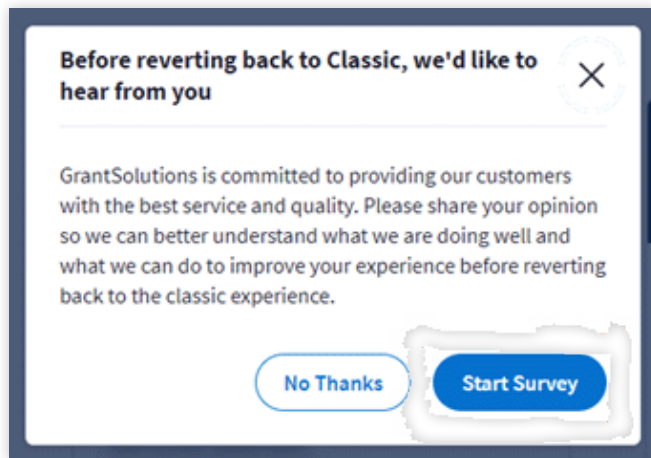 Before reverting back to Classic, we'd like to
hear from you
GrantSolutions is committed to providing our customers
with the best service and quality. Please share your opinion
so we can better understand what we are doing well and
what we can do to improve your experience before reverting
back to the classic experience.
No Thanks
Start Survey